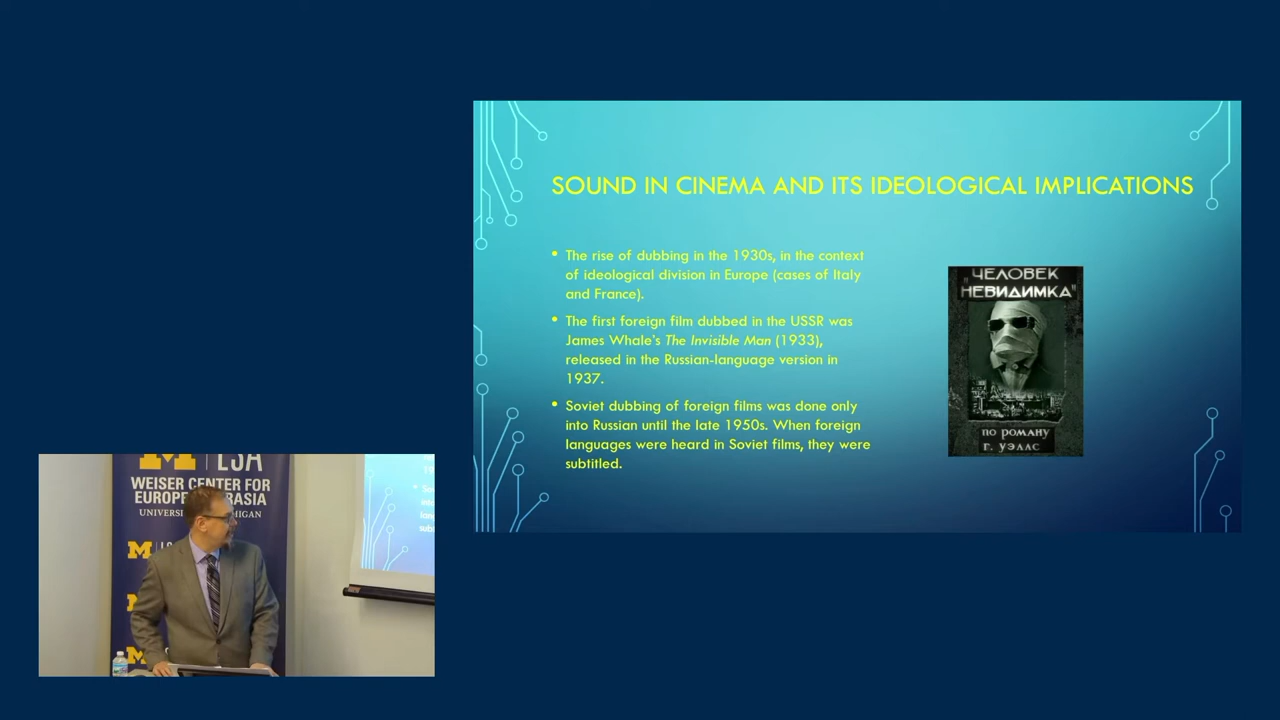 SOUND IN CINEMA AND ITS IDEOLOGICAL IMPLICATIONS
• The rise of dubbing in the 1930s, in the context
of ideological division in Europe (cases of Italy
and France).
• The first foreign film dubbed in the USSR was
James Whale's The Invisible Man (1933),
released in the Russian-language version in
1937.
• Soviet dubbing of foreign films was done only
into Russian until the late 1950s. When foreign
languages were heard in Soviet films, they were
subtitled.
"ЧЕЛОВЕК
НЕВИДИМКА"
ПО РОМАНУ
Г. УЭЛЛС
M | LSA
WEISER CENTER FOR
EUROPE
RASIA
UNIVERSI
HIGAN
M
M
M